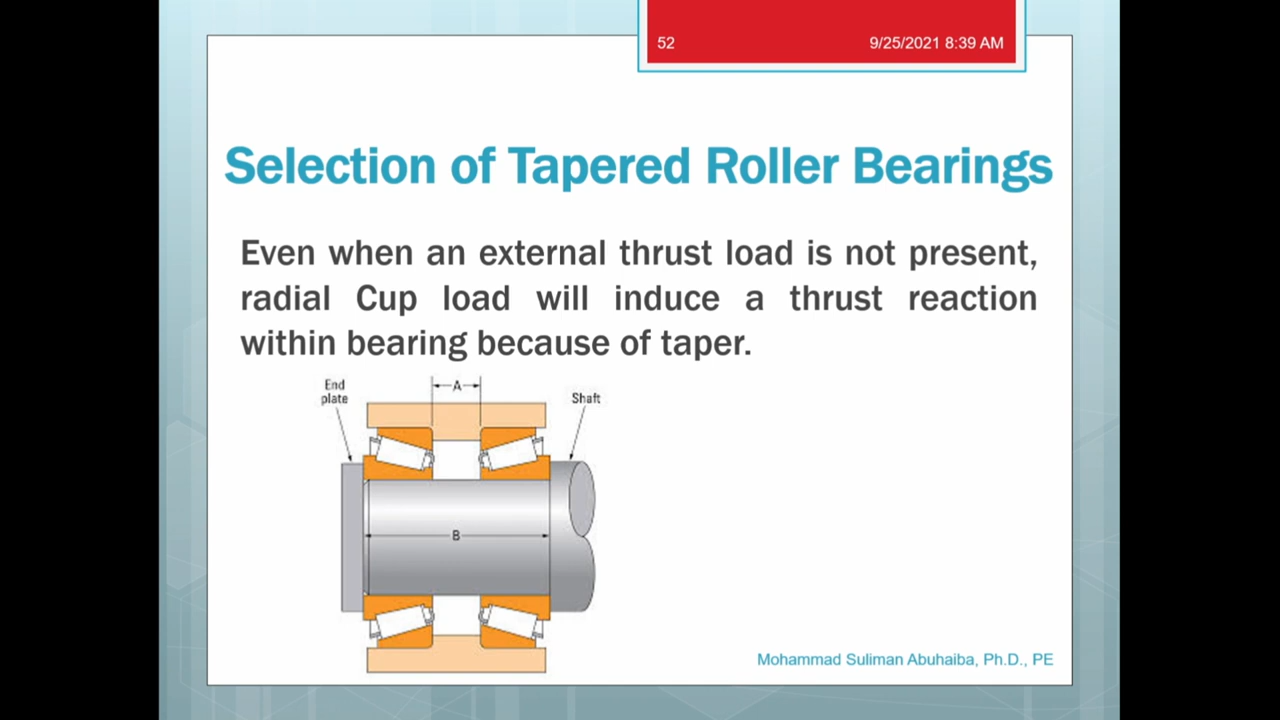 52
9/25/2021 8:39 AM
Selection of Tapered Roller Bearings
Even when an external thrust load is not present,
radial Cup load will induce a thrust reaction
within bearing because of taper.
End
plate
A
Shaft
B
Mohammad Suliman Abuhaiba, Ph.D., PE